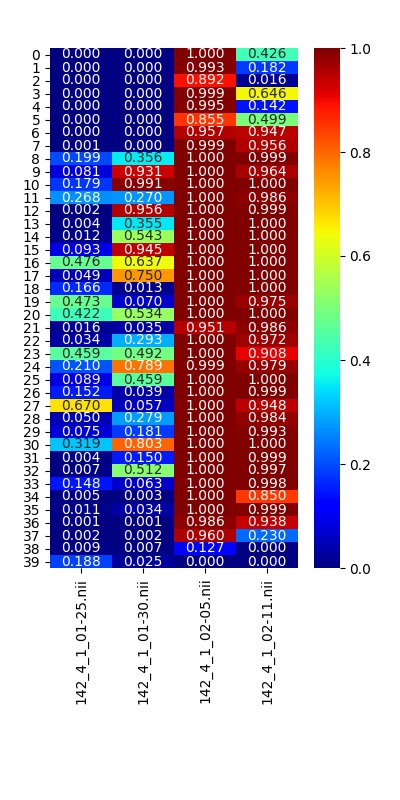 0 0.000 0.000 1.000 0.426
1 0.000 0.000 0.993 0.182
2 0.000 0.000 0.892 0.016
3 0.000 0.000 0.999 0.646
4 0.000 0.000 0.995 0.142
5 0.000 0.000 0.855 0.499
6 0.000 0.000 0.957 0.947
7 0.001 0.000 0.999 0.956
8 0.199 0.356 1.000 0.999
9 0.081 0.931 1.000 0.964
10 0.179 0.991 1.000 1.000
11 0.268 0.270 1.000 0.986
12 0.002 0.956 1.000 0.999
13 0.004 0.355 1.000 1.000
14 0.012 0.543 1.000 1.000
15 0.093 0.945 1.000 1.000
16 0.476 0.637 1.000 1.000
17 0.049 0.750 1.000 1.000
18 0.166 0.013 1.000 1.000
19 0.473 0.070 1.000 0.975
20 0.422 0.534 1.000 1.000
21 0.016 0.035 0.951 0.986
22 0.034 0.293 1.000 0.972
23 0.459 0.492 1.000 0.908
24 0.210 0.789 0.999 0.979
25 0.089 0.459 1.000 1.000
26 0.152 0.039 1.000 0.999
27 0.670 0.057 1.000 0.948
28 0.050 0.279 1.000 0.984
29 0.075 0.181 1.000 0.993
30 0.319 0.803 1.000 1.000
31 0.004 0.150 1.000 0.999
32 0.007 0.512 1.000 0.997
33 0.148 0.063 1.000 0.998
34 0.005 0.003 1.000 0.850
35 0.011 0.034 1.000 0.999
36 0.001 0.001 0.986 0.938
37 0.002 0.002 0.960 0.230
38 0.009 0.007 0.127 0.000
39 0.188 0.025 0.000 0.000
142_4_1_01-25.nii
142_4_1_01-30.nii
142_4_1_02-05.nii
142_4_1_02-11.nii
1.0
0.8
0.6
0.4
0.2
0.0